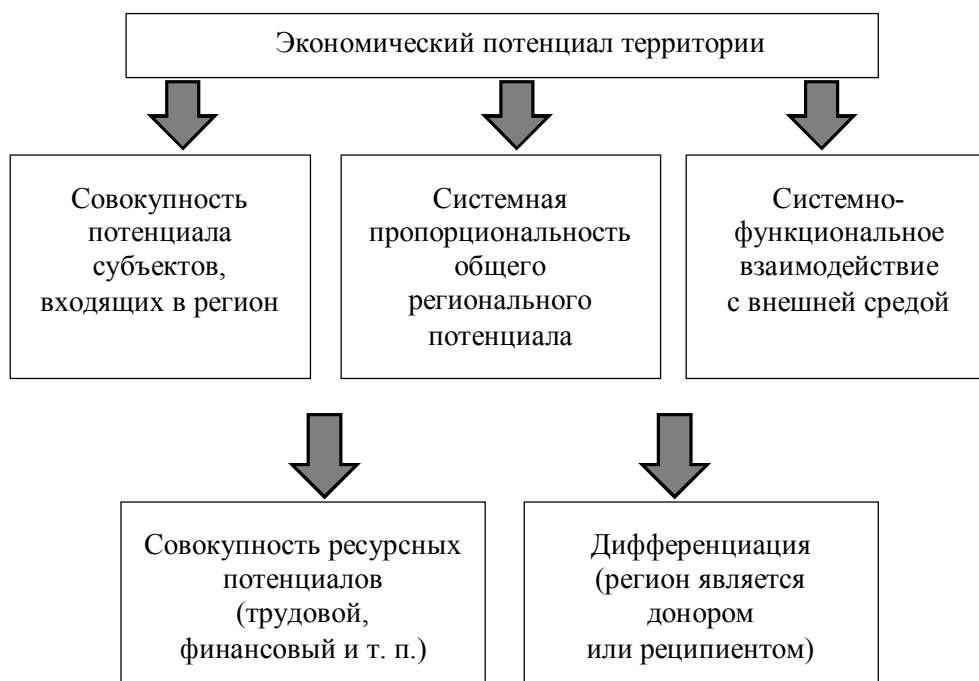 Экономический потенциал территории
Совокупность
потенциала
субъектов,
входящих в регион
Системная
пропорциональность
общего
регионального
потенциала
Системно-
функциональное
взаимодействие
с внешней средой
Совокупность ресурсных
потенциалов
(трудовой,
финансовый и т. п.)
Дифференциация
(регион является
донором
или реципиентом)